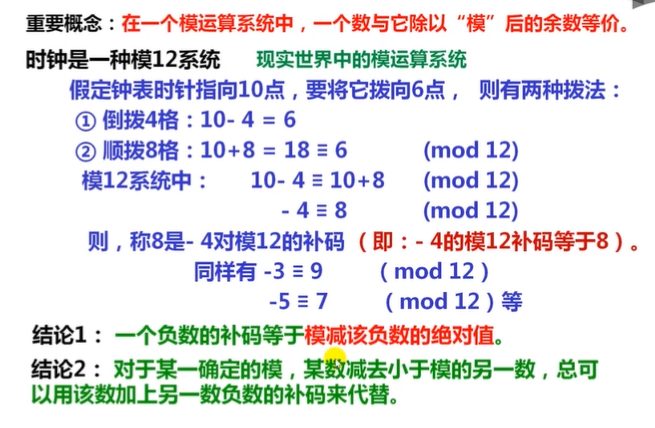 重要概念：在一个模运算系统中，一个数与它除以“模”后的余数等价。
时钟是一种模12系统 现实世界中的模运算系统
假定钟表时针指向10点，要将它拨向6点， 则有两种拨法：
① 倒拨4格：10- 4 = 6
② 顺拨8格：10+8 = 18 ≡ 6 (mod 12)
模12系统中： 10- 4 ≡ 10+8 (mod 12)
- 4 ≡ 8 (mod 12)
则，称8是- 4对模12的补码（即：- 4的模12补码等于8）。
同样有 -3 ≡ 9 （mod 12）
-5 ≡ 7 （mod 12）等
结论1： 一个负数的补码等于模减该负数的绝对值。
结论2： 对于某一确定的模，某数减去小于模的另一数，总可
以用该数加上另一数负数的补码来代替。